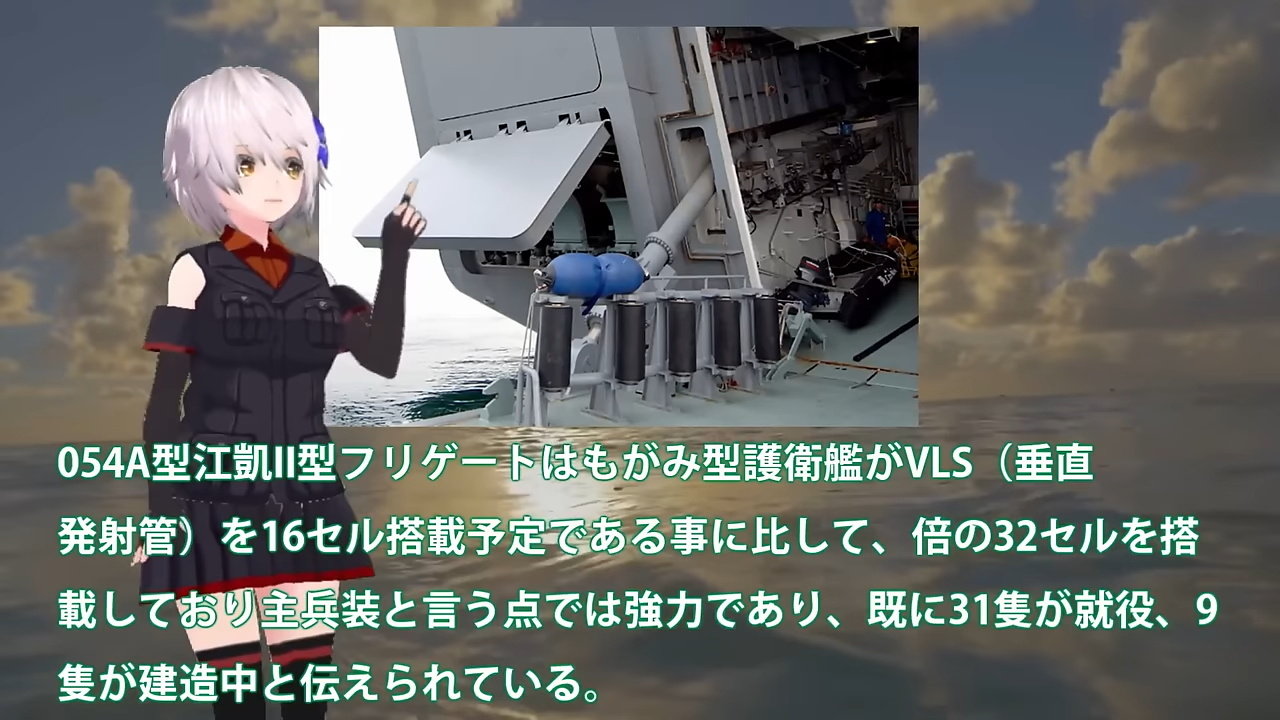 054A型江凱II型フリゲートはもがみ型護衛艦がVLS（垂直
発射管）を16セル搭載予定である事に比して、倍の32セルを搭
載しており主兵装と言う点では強力であり、既に31隻が就役、9
隻が建造中と伝えられている。